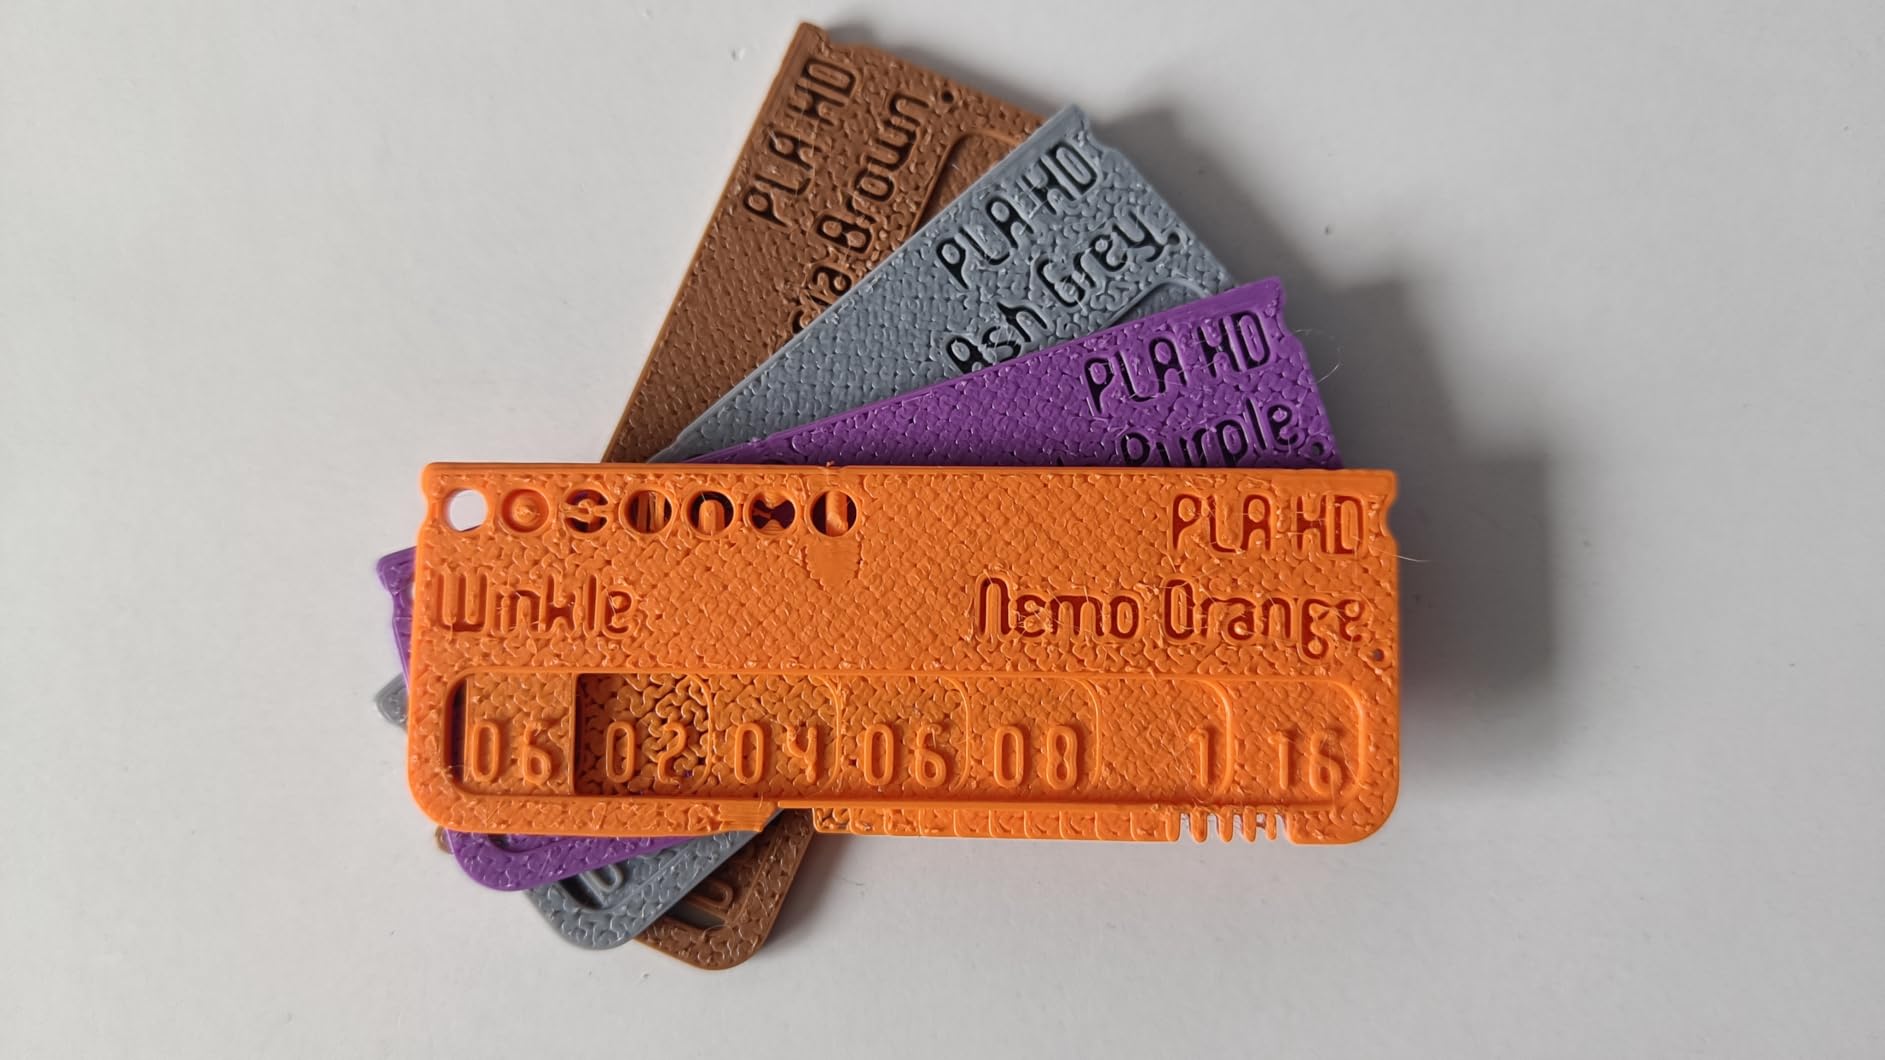 PLA HD
Brown
PLA HD
Ash Grey
PLA HD
Purple
PLA HD
Winkle Nemo Orange
06 02 04 06 08 1 16